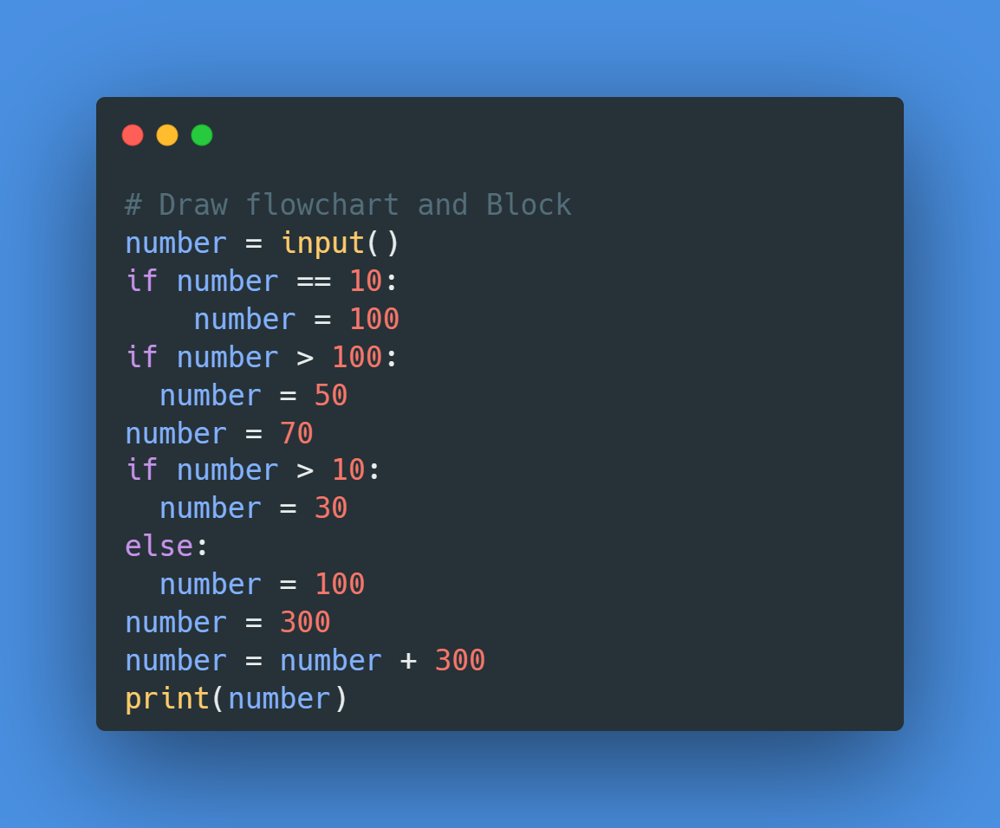 # Draw flowchart and Block
number = input()
if number == 10:
    number = 100
if number > 100:
  number = 50
number = 70
if number > 10:
  number = 30
else:
  number = 100
number = 300
number = number + 300
print(number)